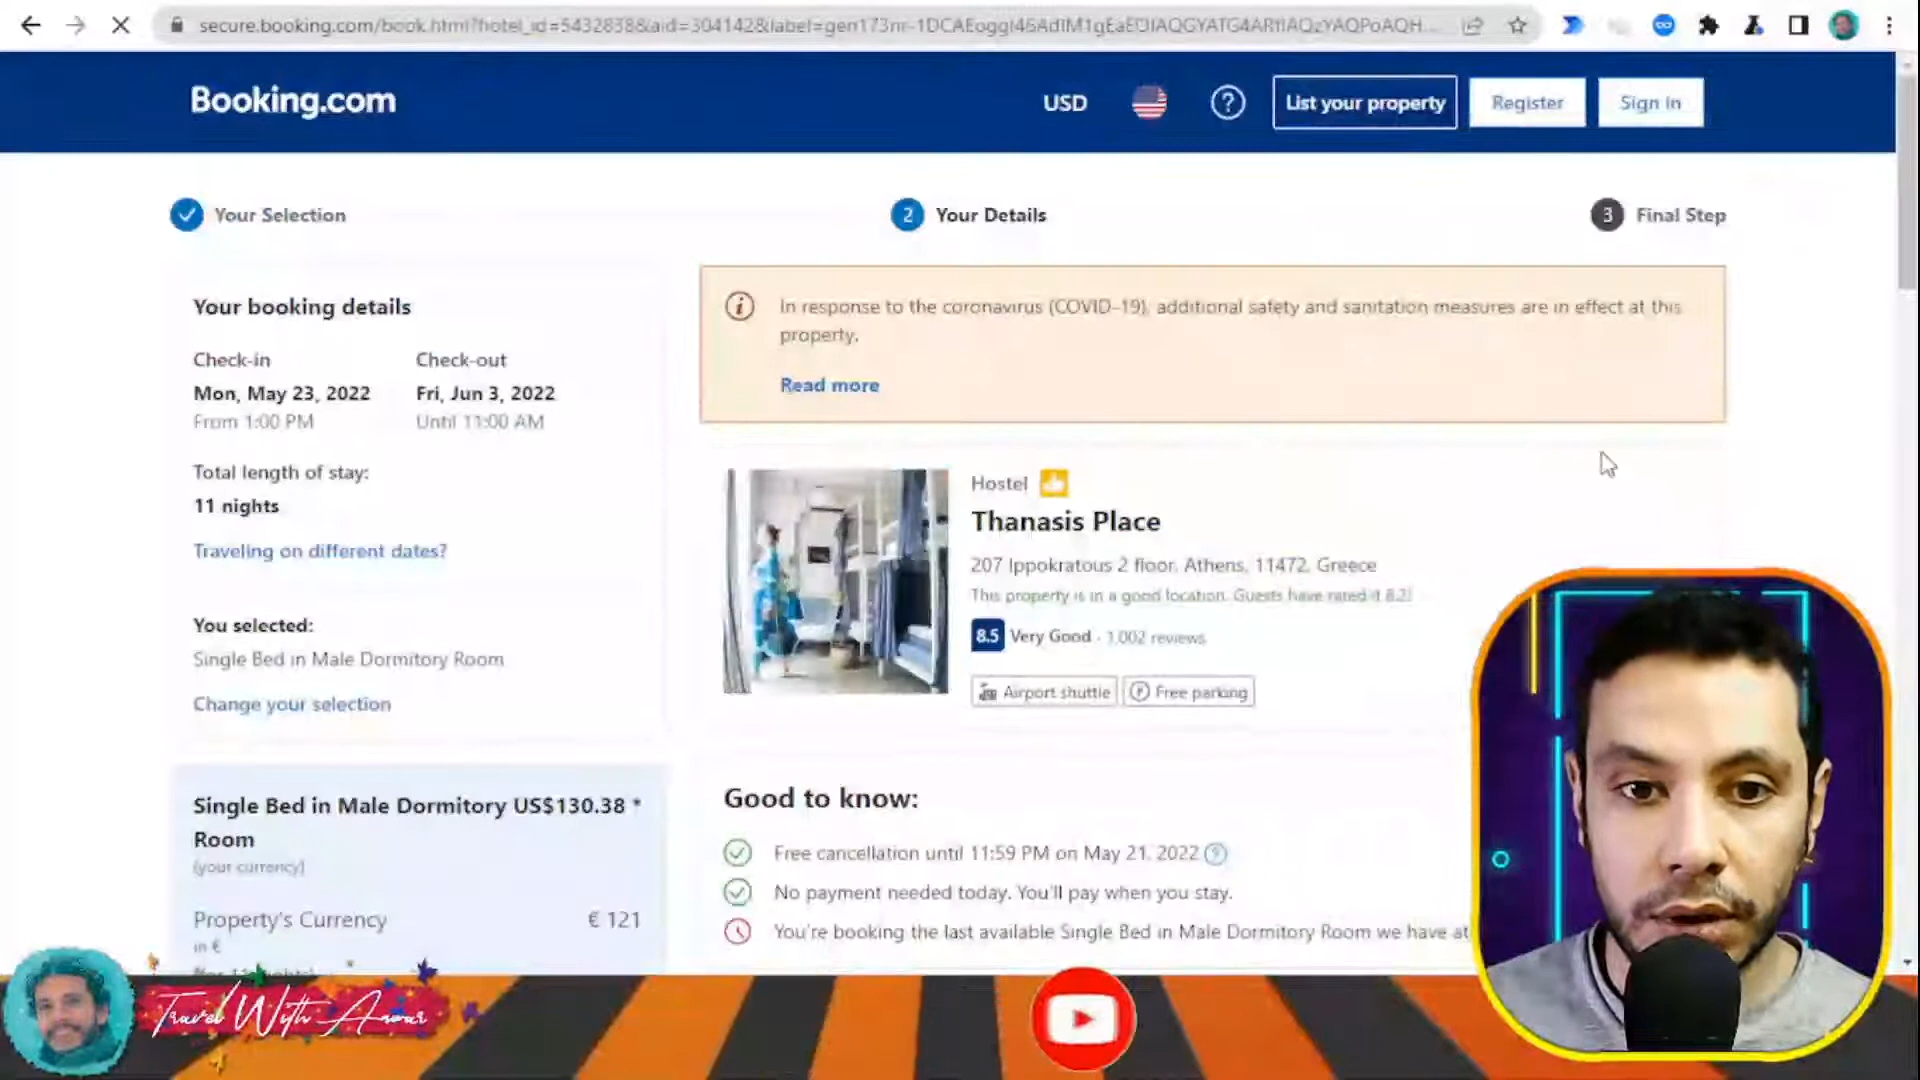 Booking.com
USD
List your property
Register
Sign in
Your Selection
2 Your Details
3 Final Step
Your booking details
Check-in
Check-out
Mon, May 23, 2022
Fri, Jun 3, 2022
From 1:00 PM
Until 11:00 AM
Total length of stay:
11 nights
Traveling on different dates?
You selected:
Single Bed in Male Dormitory Room
Change your selection
Single Bed in Male Dormitory US$130.38 *
Room
(your currency)
Property's Currency € 121
in €
In response to the coronavirus (COVID-19), additional safety and sanitation measures are in effect at this
property.
Read more
Hostel
Thanasis Place
207 Ippokratous 2 floor, Athens, 11472, Greece
This property is in a good location. Guests have rated it 8.2!
8.5 Very Good · 1,002 reviews
Airport shuttle
Free parking
Good to know:
Free cancellation until 11:59 PM on May 21, 2022
No payment needed today. You'll pay when you stay.
You're booking the last available Single Bed in Male Dormitory Room we have at
Travel With Anouar